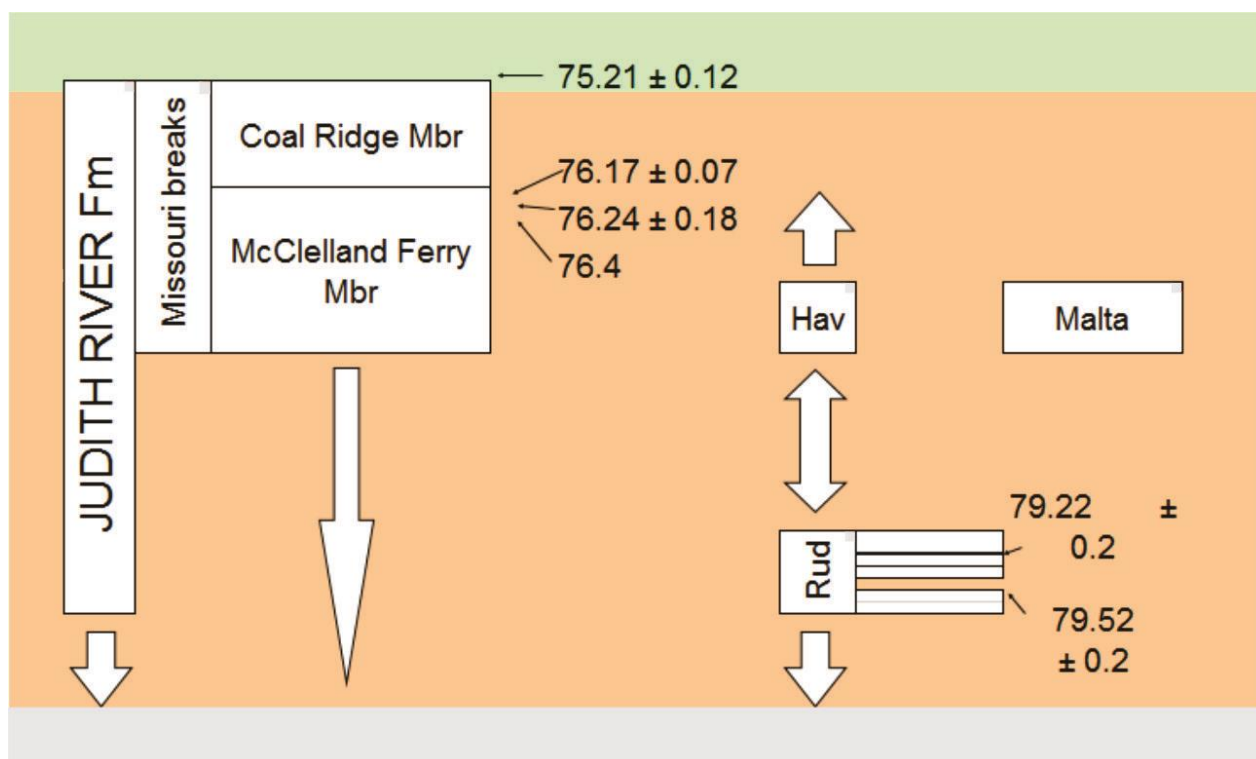 JUDITH RIVER Fm
Missouri breaks
Coal Ridge Mbr
McClelland Ferry
Mbr
75.21 ± 0.12
76.17 ± 0.07
76.24 ± 0.18
76.4
Hav
Malta
Rud
79.22 ±
0.2
79.52
± 0.2